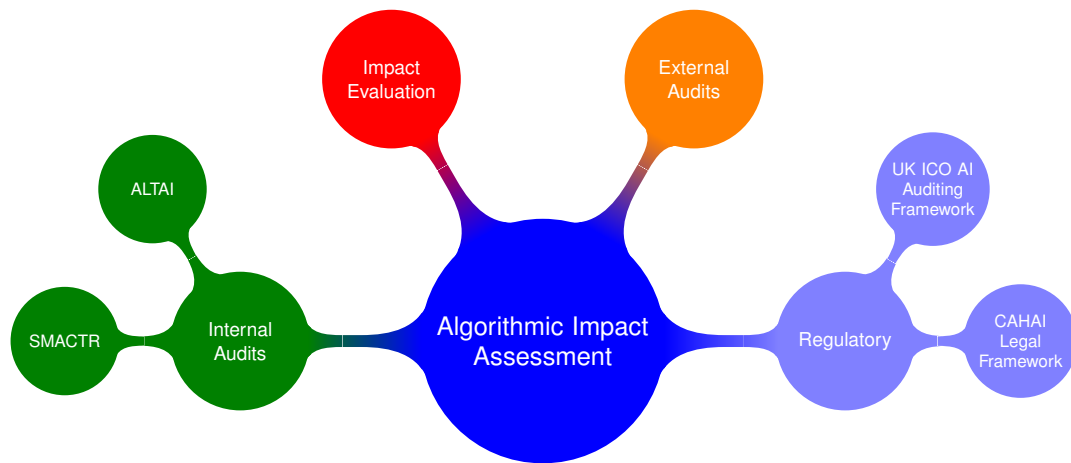 Impact
Evaluation
External
Audits
ALTAI
UK ICO AI
Auditing
Framework
SMACTR
Internal
Audits
Algorithmic Impact
Assessment
Regulatory
CAHAI
Legal
Framework